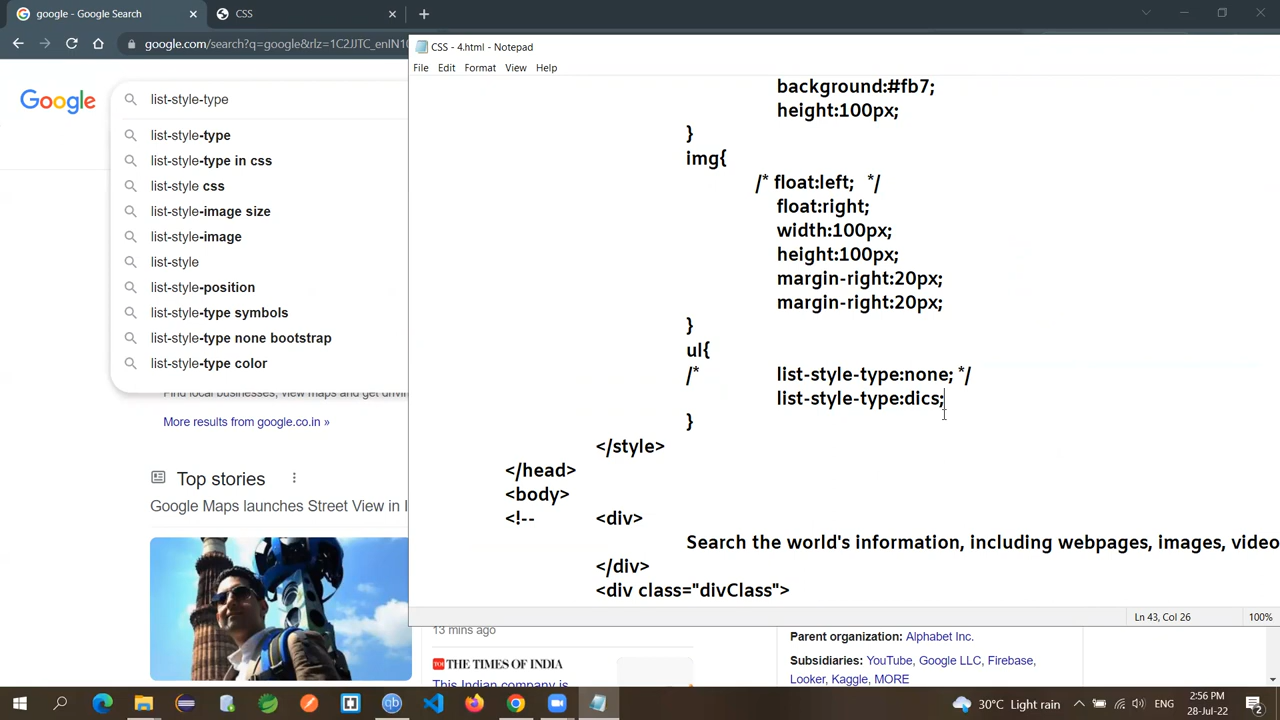 google - Google Search
CSS
google.com/search?q=google&rlz=1C2JJTC_enIN10
CSS - 4.html - Notepad
File Edit Format View Help
Google
list-style-type
list-style-type
list-style-type in css
list-style css
list-style-image size
list-style-image
list-style
list-style-position
list-style-type symbols
list-style-type none bootstrap
list-style-type color
More results from google.co.in »
Top stories
Google Maps launches Street View in I
background:#fb7;
height:100px;
}
img{
/* float:left; */
float:right;
width:100px;
height:100px;
margin-right:20px;
margin-right:20px;
}
ul{
/* list-style-type:none; */
list-style-type:dics;
}
</style>
</head>
<body>
<!-- <div>
Search the world's information, including webpages, images, video
</div>
<div class="divClass">
Ln 43, Col 26 100%
13 mins ago
THE TIMES OF INDIA
This Indian company is
Parent organization: Alphabet Inc.
Subsidiaries: YouTube, Google LLC, Firebase,
Looker, Kaggle, MORE
30°C Light rain
ENG
2:56 PM
28-Jul-22
2